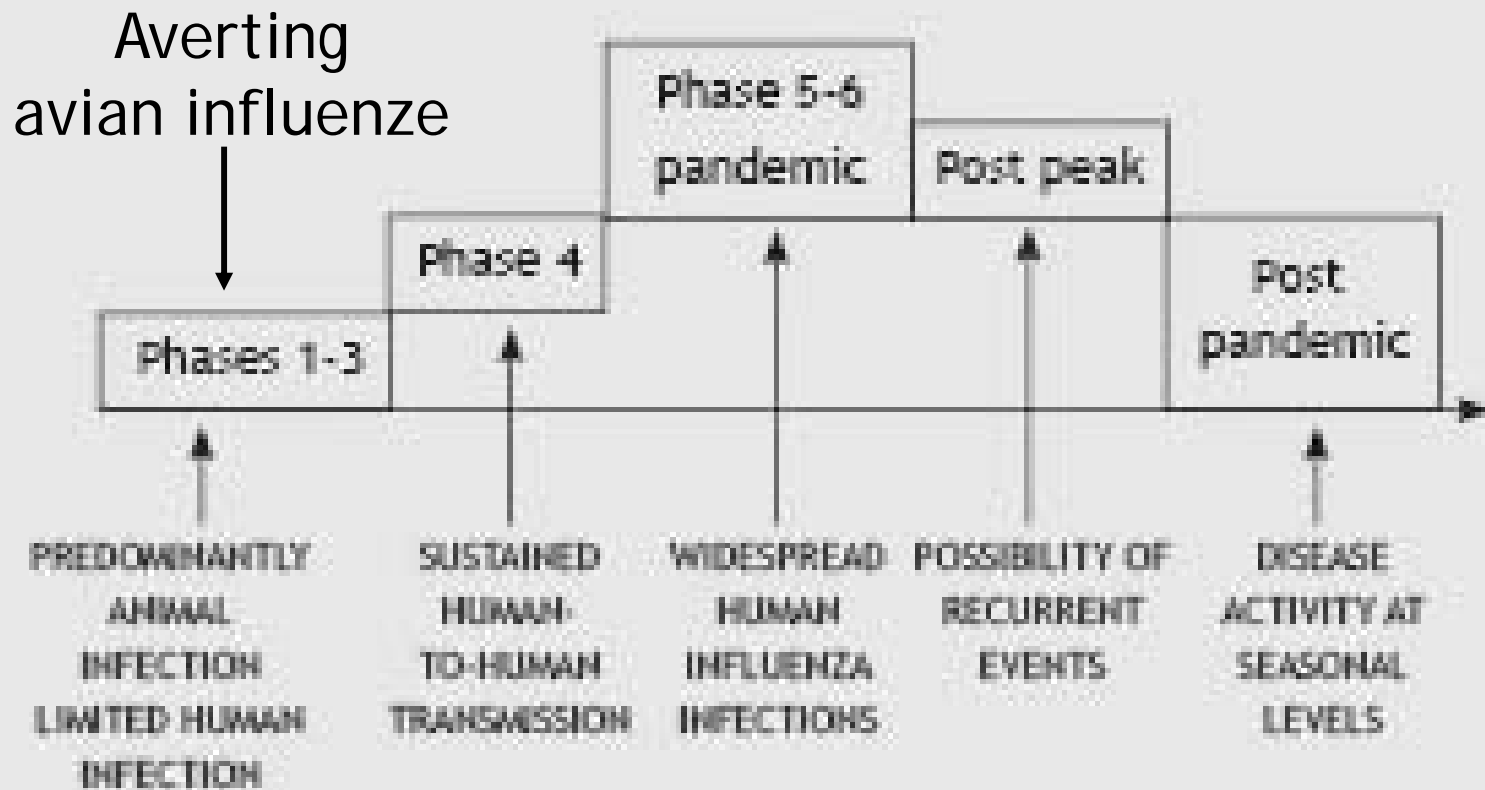 Averting
avian influenze
Phase 5-6
pandemic
Post peak
Phase 4
Post
pandemic
Phases 1-3
PREDOMINANTLY
ANIMAL
INFECTION
LIMITED HUMAN
INFECTION
SUSTAINED
HUMAN-
TO-HUMAN
TRANSMISSION
WIDESPREAD
HUMAN
INFLUENZA
INFECTIONS
POSSIBILITY OF
RECURRENT
EVENTS
DISEASE
ACTIVITY AT
SEASONAL
LEVELS